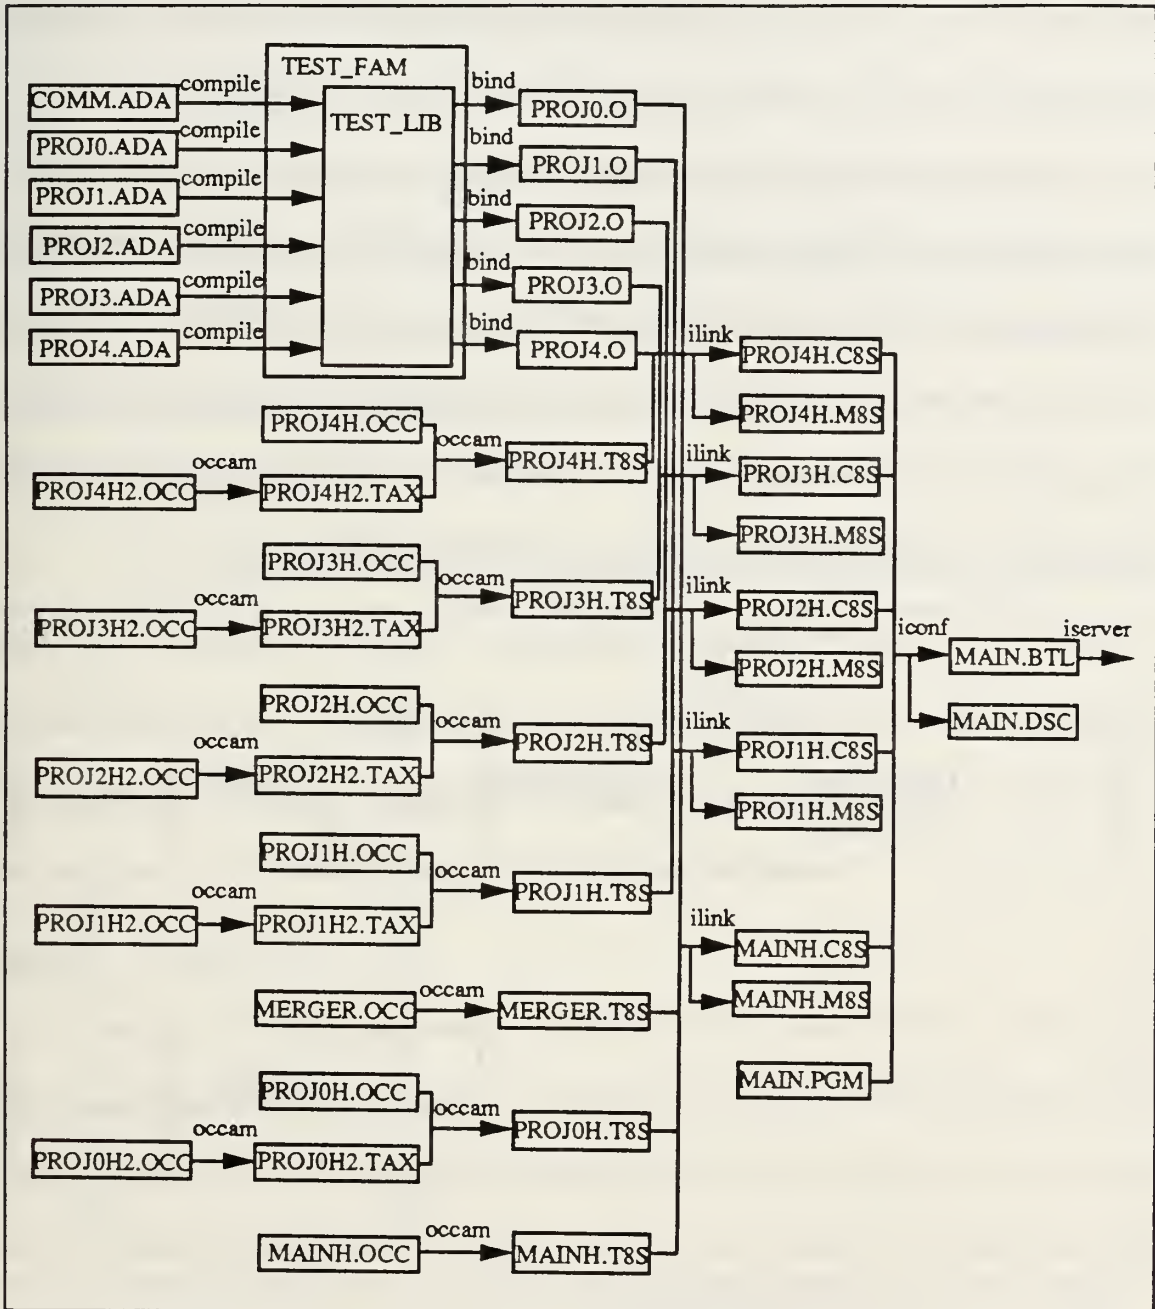 TEST_FAM
compile
COMM.ADA
bind
PROJ0.O
TEST_LIB
compile
PROJ0.ADA
bind
PROJ1.O
compile
PROJ1.ADA
bind
PROJ2.O
compile
PROJ2.ADA
bind
PROJ3.O
compile
PROJ3.ADA
bind
PROJ4.O
compile
PROJ4.ADA
ilink
PROJ4H.C8S
PROJ4H.M8S
PROJ4H.OCC
occam
PROJ4H.T8S
occam
PROJ4H2.OCC
PROJ4H2.TAX
ilink
PROJ3H.C8S
PROJ3H.M8S
PROJ3H.OCC
occam
PROJ3H.T8S
occam
PROJ3H2.OCC
PROJ3H2.TAX
ilink
PROJ2H.C8S
PROJ2H.M8S
iconf
MAIN.BTL
iserver
MAIN.DSC
PROJ2H.OCC
occam
PROJ2H.T8S
occam
PROJ2H2.OCC
PROJ2H2.TAX
ilink
PROJ1H.C8S
PROJ1H.M8S
PROJ1H.OCC
occam
PROJ1H.T8S
occam
PROJ1H2.OCC
PROJ1H2.TAX
ilink
MAINH.C8S
MAINH.M8S
MERGER.OCC
occam
MERGER.T8S
MAIN.PGM
PROJ0H.OCC
occam
PROJ0H.T8S
occam
PROJ0H2.OCC
PROJ0H2.TAX
MAINH.OCC
occam
MAINH.T8S